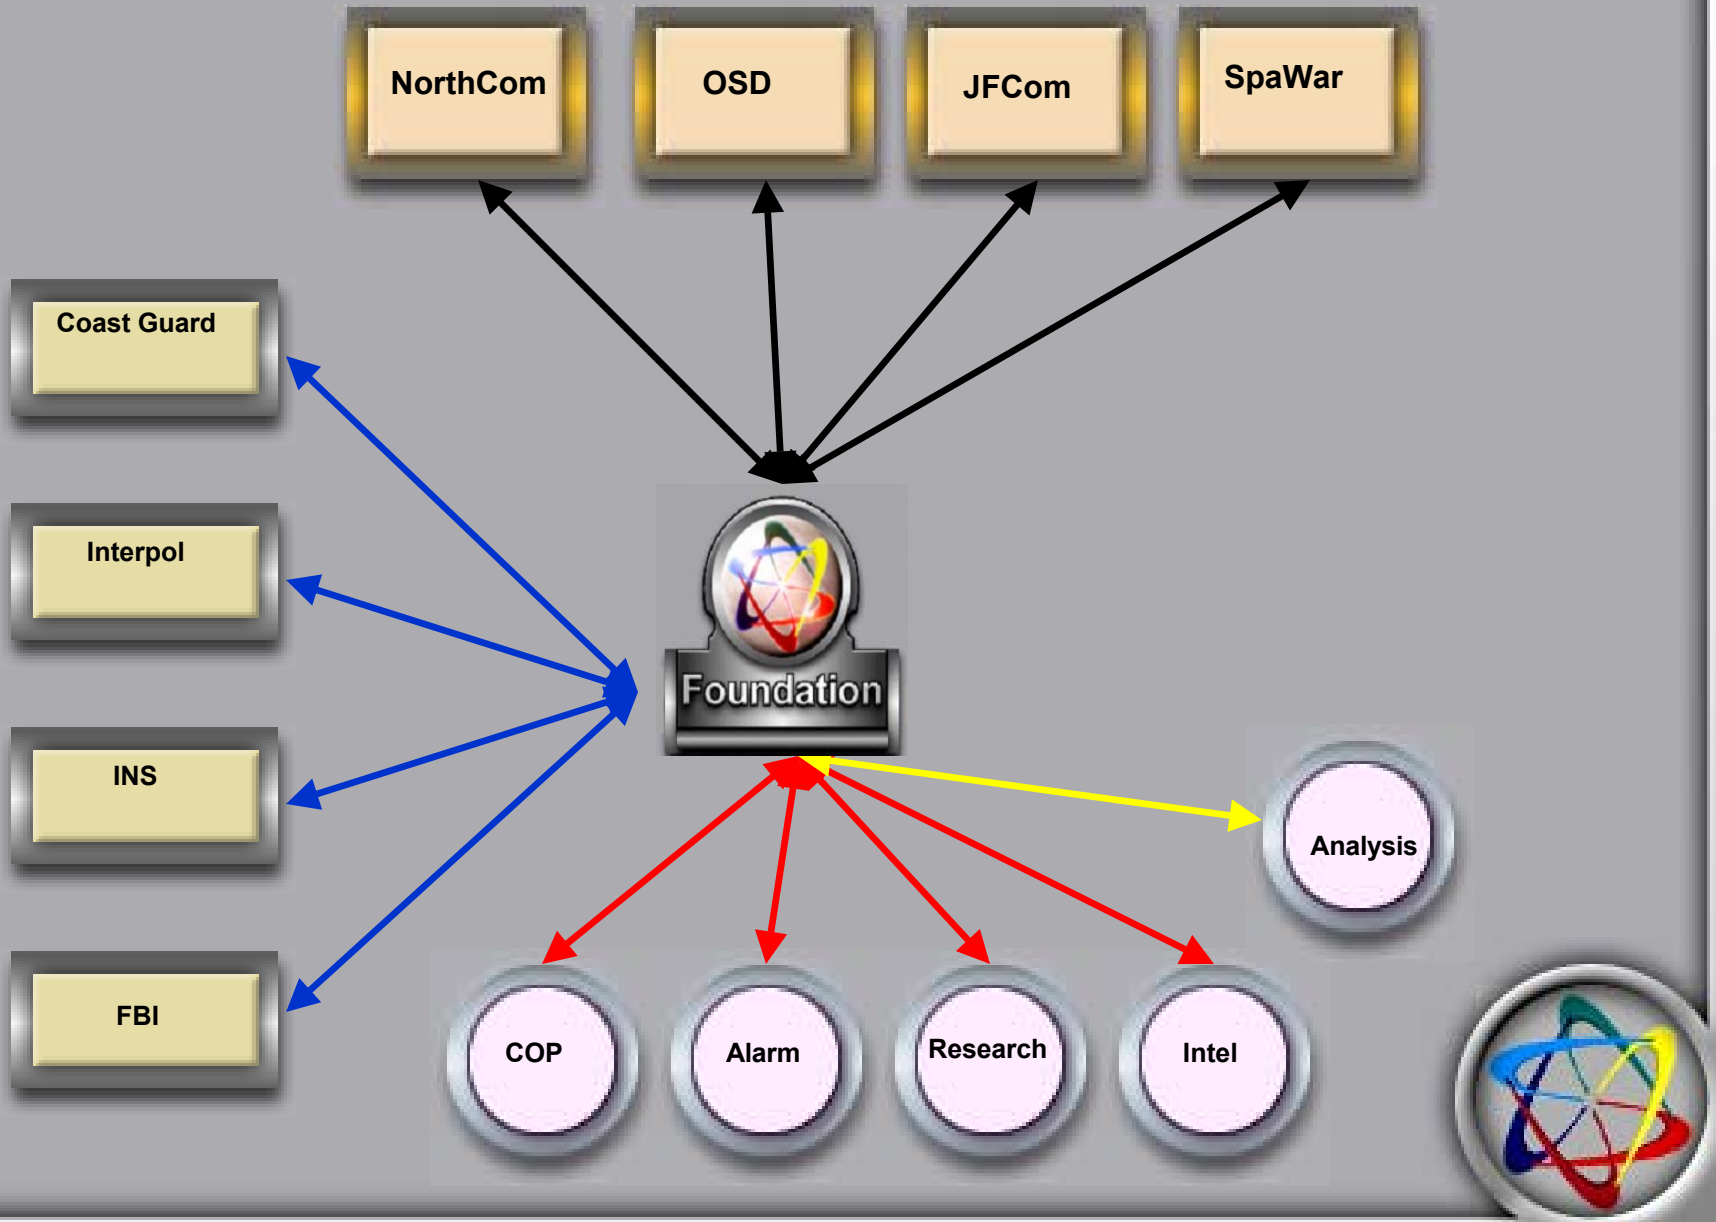 NorthCom
OSD
JFCom
SpaWar
Coast Guard
Interpol
Foundation
INS
Analysis
FBI
COP
Alarm
Research
Intel